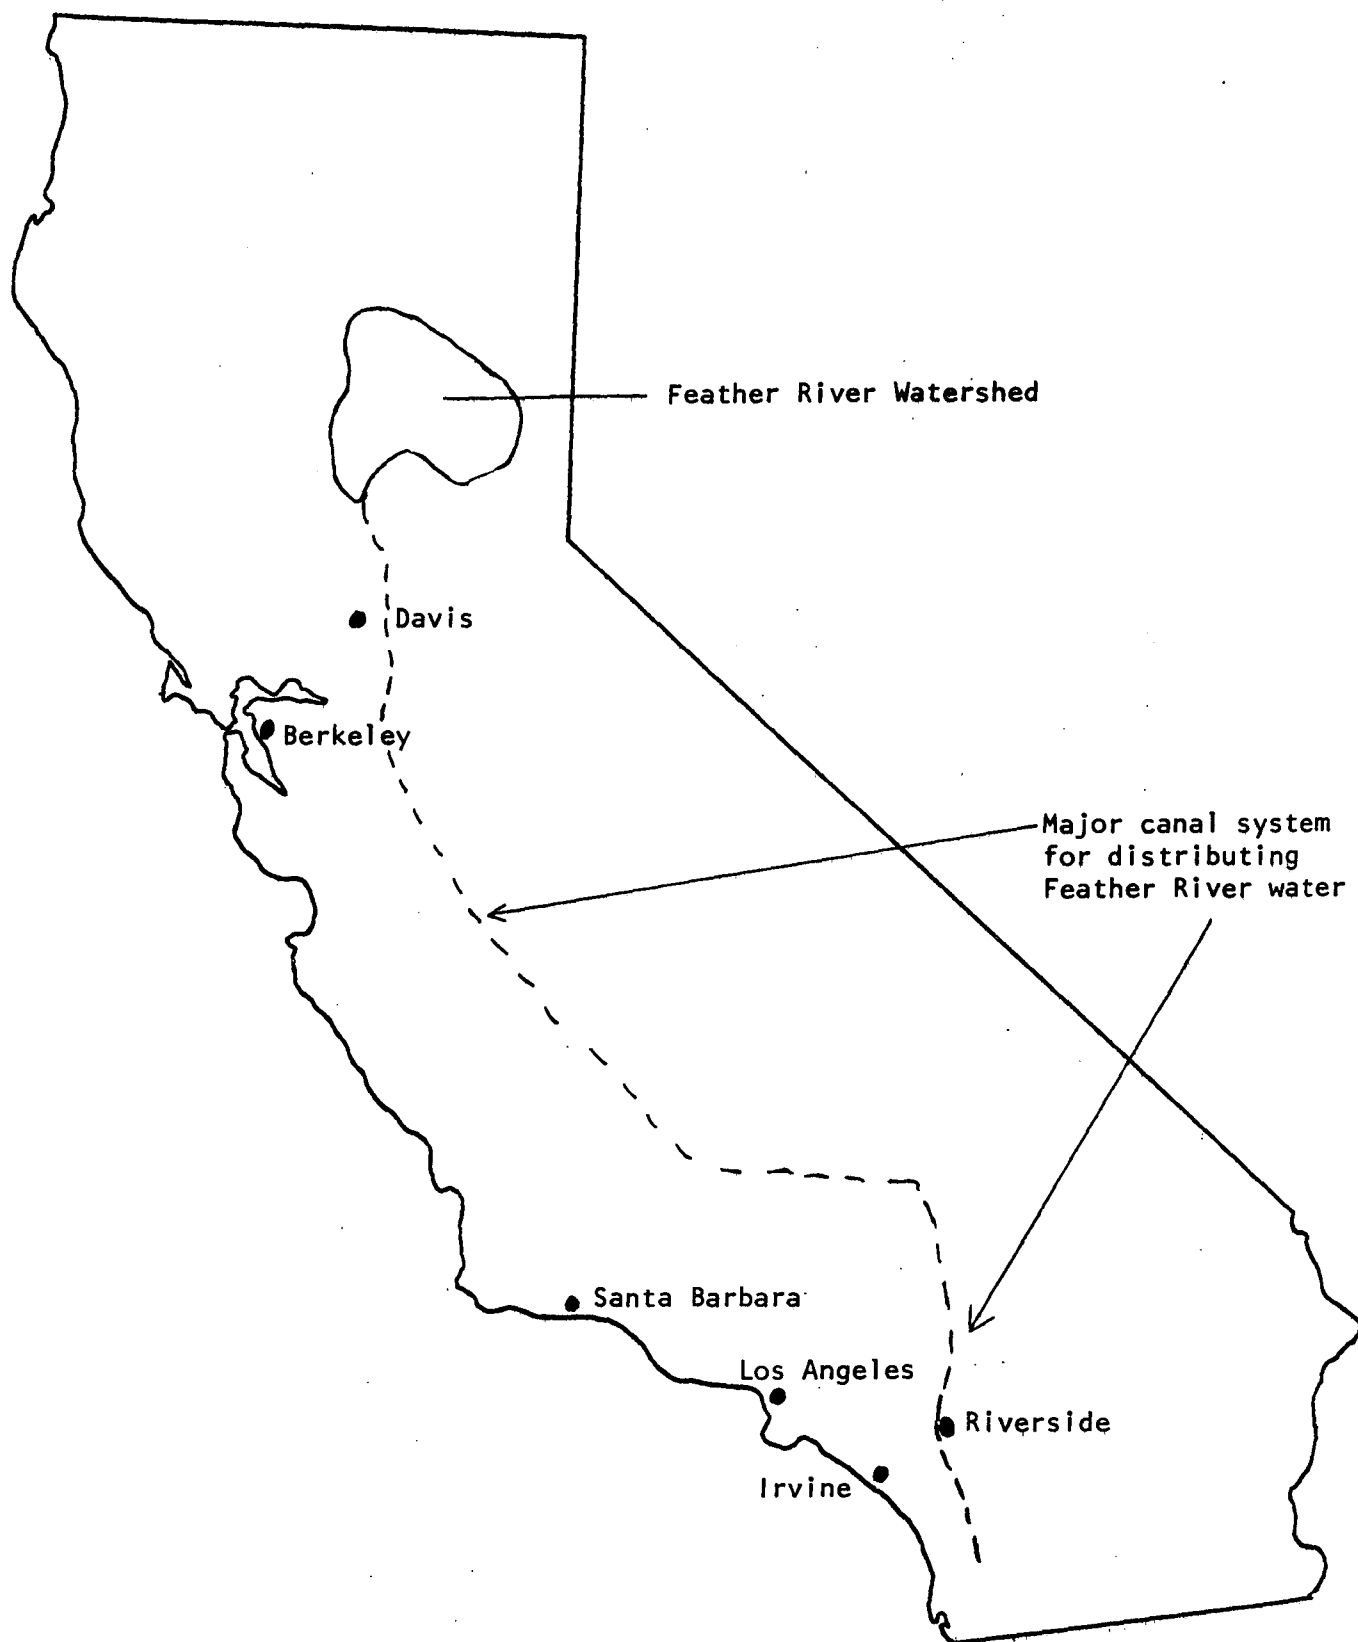 Feather River Watershed
Davis
Berkeley
Major canal system
for distributing
Feather River water
Santa Barbara
Los Angeles
Riverside
Irvine